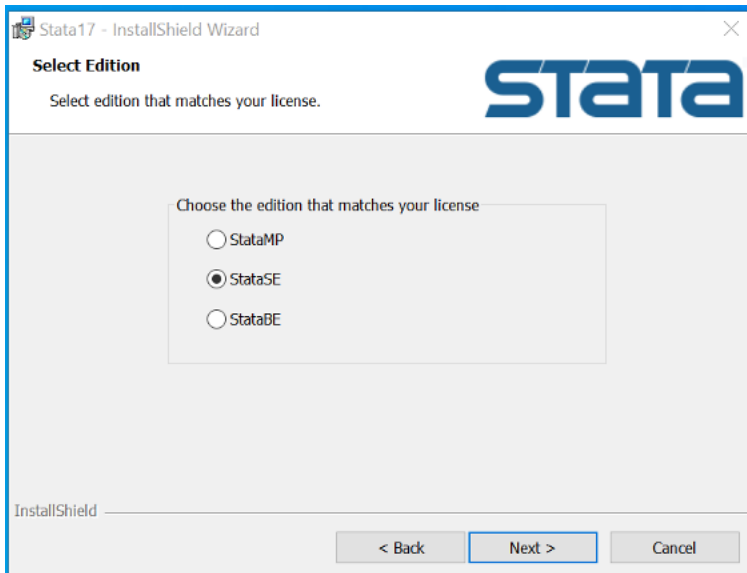 Stata17 - InstallShield Wizard
Select Edition
Select edition that matches your license.
stata
Choose the edition that matches your license
StataMP
StataSE
StataBE
InstallShield
< Back
Next >
Cancel